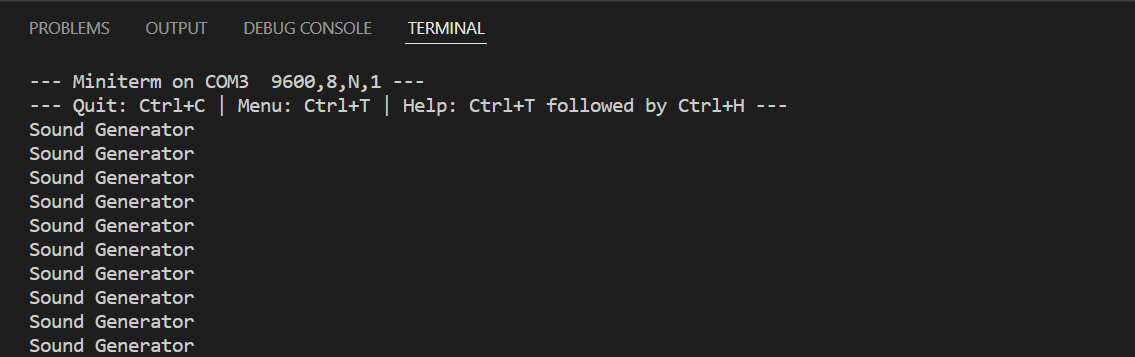 PROBLEMS OUTPUT DEBUG CONSOLE TERMINAL
--- Miniterm on COM3  9600,8,N,1 ---
--- Quit: Ctrl+C | Menu: Ctrl+T | Help: Ctrl+T followed by Ctrl+H ---
Sound Generator
Sound Generator
Sound Generator
Sound Generator
Sound Generator
Sound Generator
Sound Generator
Sound Generator
Sound Generator
Sound Generator